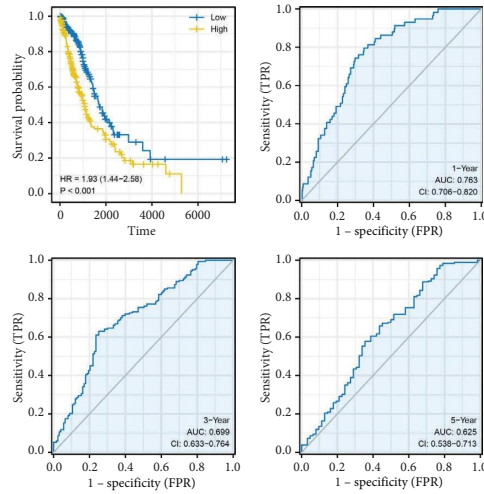 Survival probability
1.0
0.8
0.6
0.4
0.2
0.0
Low
High
HR = 1.93 (1.44−2.58)
P < 0.001
0
2000
4000
6000
Time
Sensitivity (TPR)
1.0
0.8
0.6
0.4
0.2
0.0
1−Year
AUC: 0.763
CI: 0.706−0.820
0.0
0.2
0.4
0.6
0.8
1.0
1 − specificity (FPR)
Sensitivity (TPR)
1.0
0.8
0.6
0.4
0.2
0.0
3−Year
AUC: 0.699
CI: 0.633−0.764
0.0
0.2
0.4
0.6
0.8
1.0
1 − specificity (FPR)
Sensitivity (TPR)
1.0
0.8
0.6
0.4
0.2
0.0
5−Year
AUC: 0.625
CI: 0.538−0.713
0.0
0.2
0.4
0.6
0.8
1.0
1 − specificity (FPR)